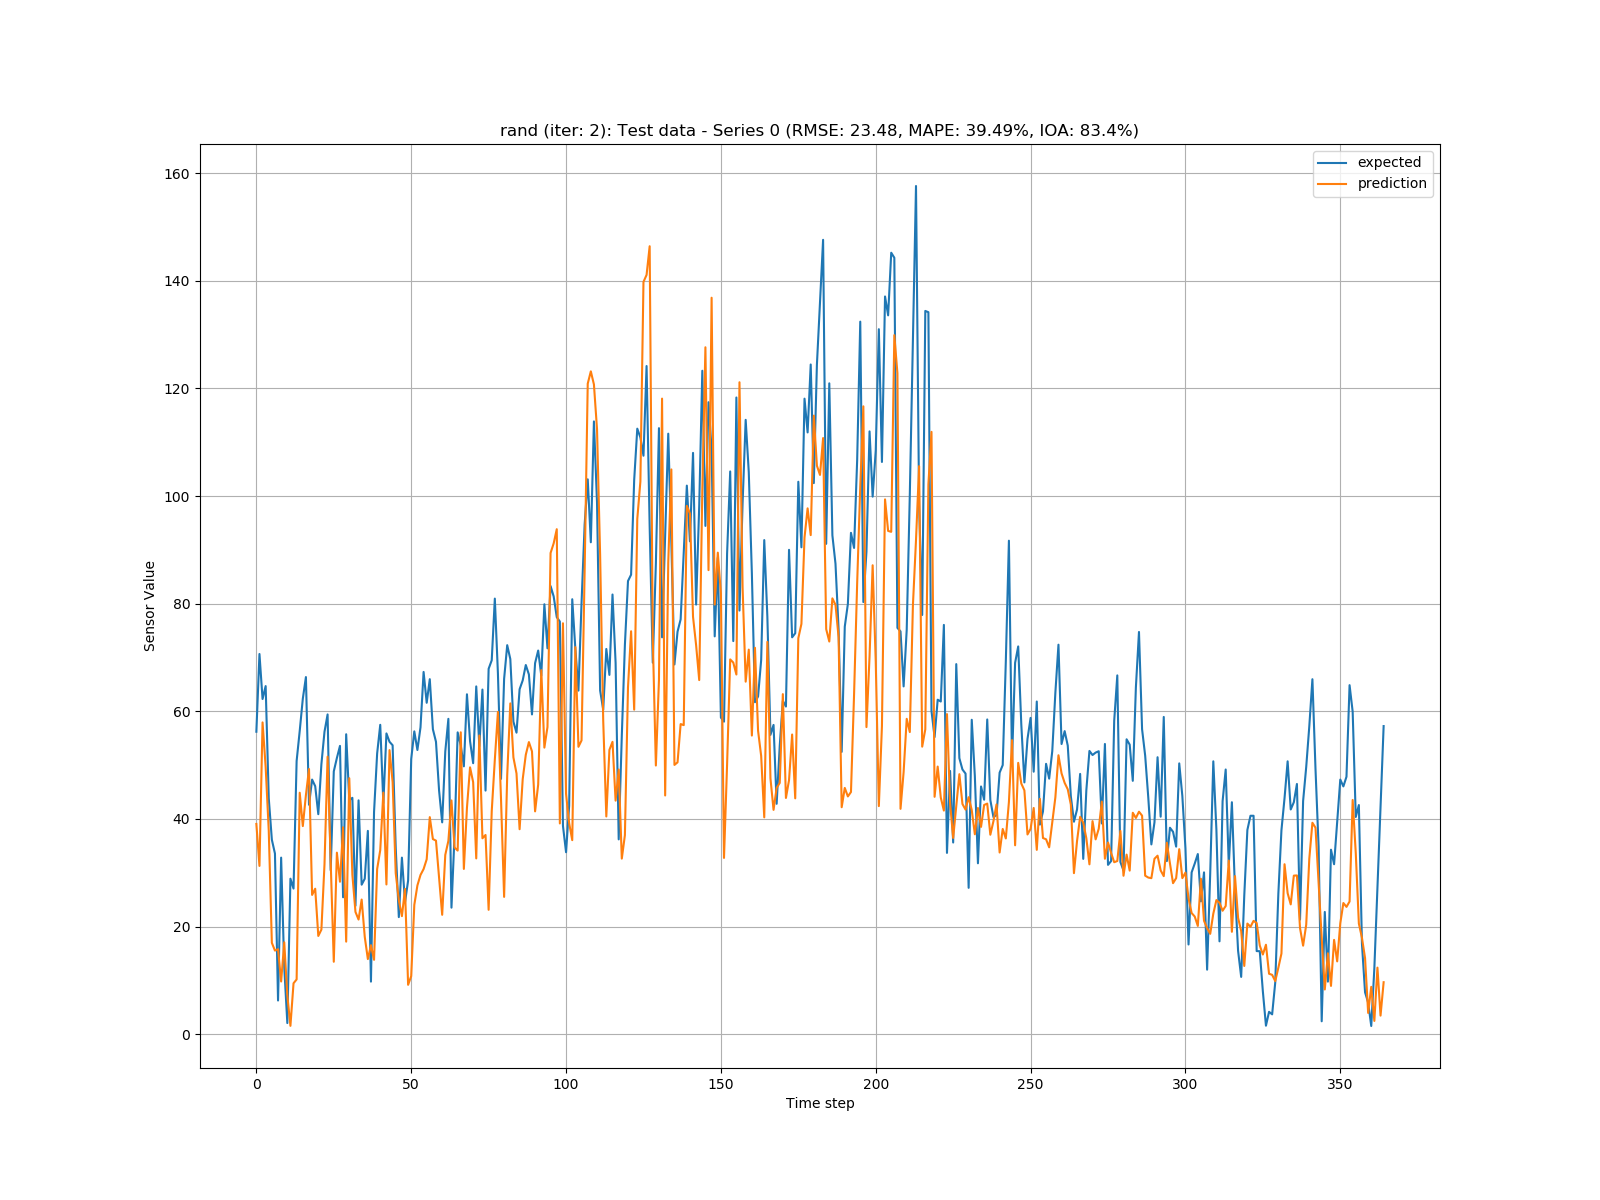 rand (iter: 2): Test data - Series 0 (RMSE: 23.48, MAPE: 39.49%, IOA: 83.4%)
expected
prediction
160
140
120
100
80
60
40
20
0
Sensor Value
0 50 100 150 200 250 300 350
Time step